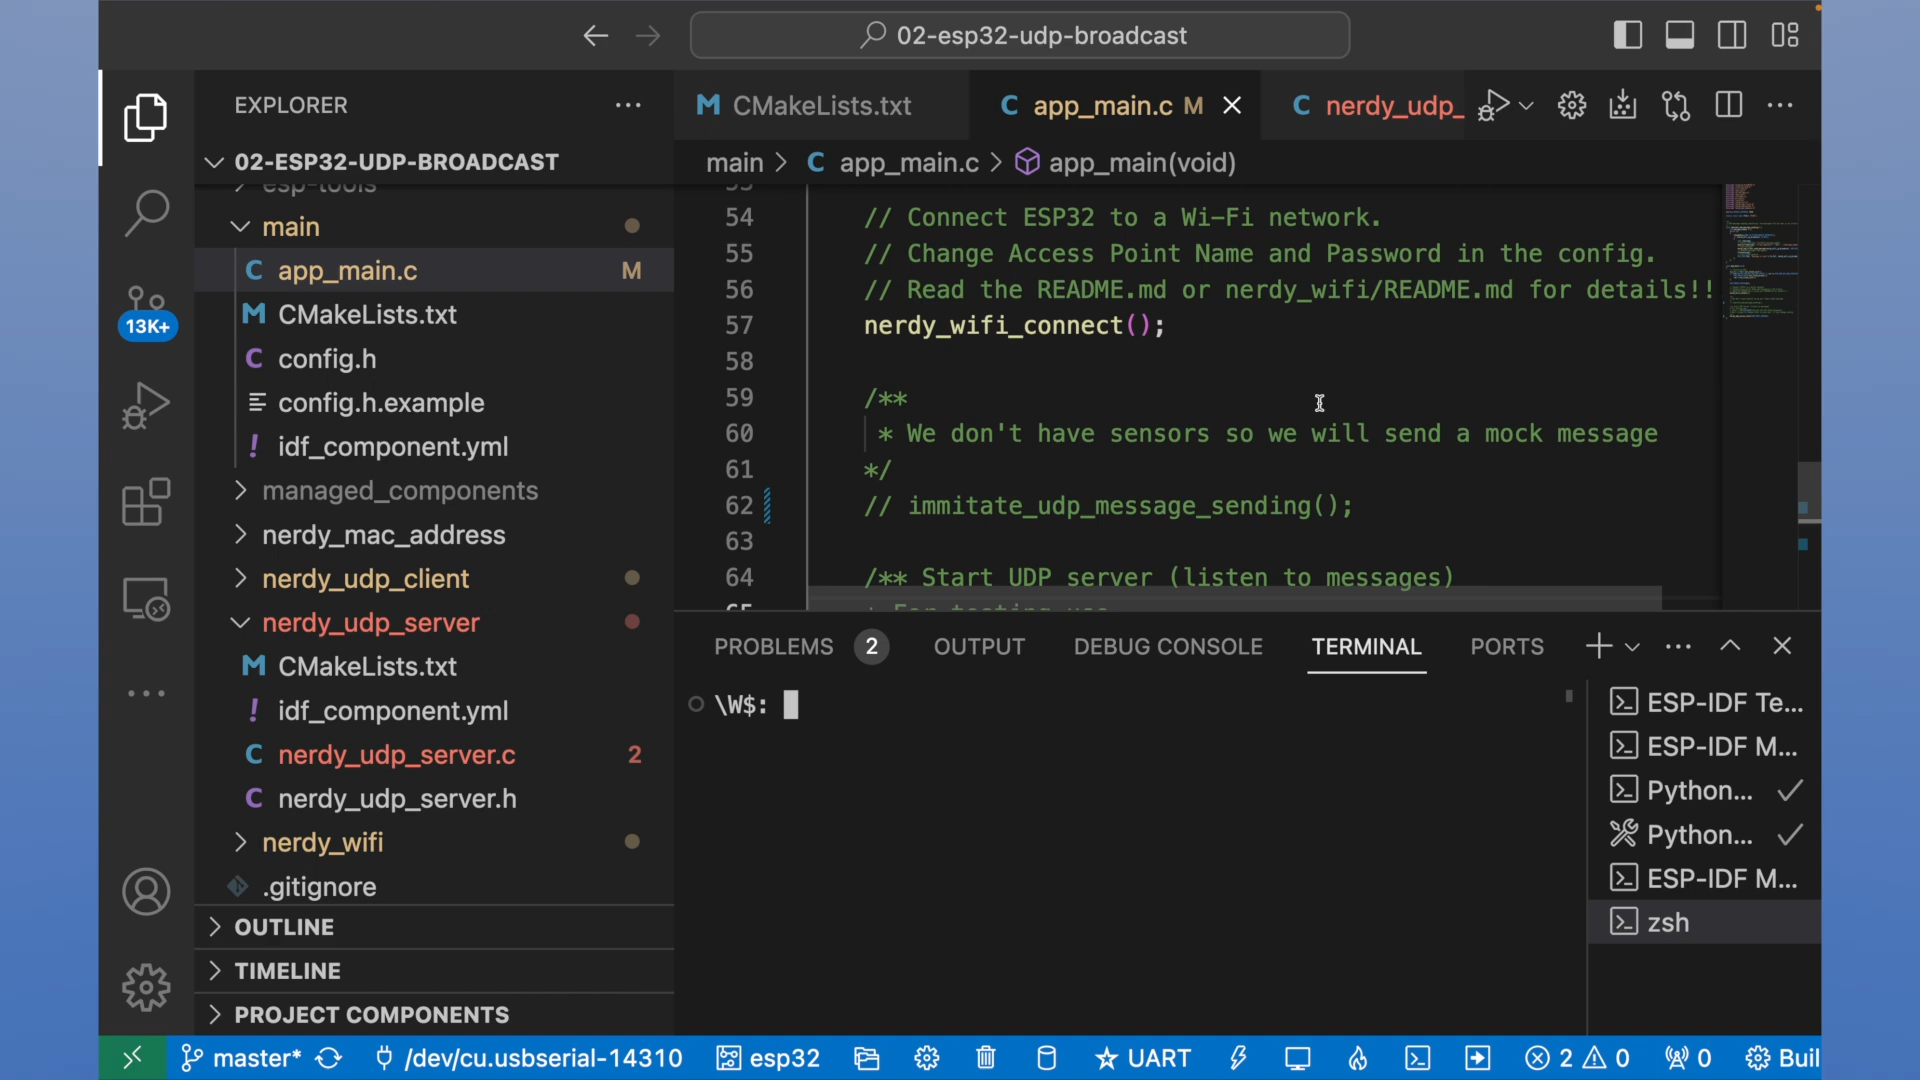 02-esp32-udp-broadcast
EXPLORER
02-ESP32-UDP-BROADCAST
esp-tools
main
app_main.c M
CMakeLists.txt
config.h
config.h.example
idf_component.yml
managed_components
nerdy_mac_address
nerdy_udp_client
nerdy_udp_server
CMakeLists.txt
idf_component.yml
nerdy_udp_server.c 2
nerdy_udp_server.h
nerdy_wifi
.gitignore
OUTLINE
TIMELINE
PROJECT COMPONENTS
13K+
CMakeLists.txt
app_main.c M
nerdy_udp_
main > C app_main.c > app_main(void)
54 // Connect ESP32 to a Wi-Fi network.
55 // Change Access Point Name and Password in the config.
56 // Read the README.md or nerdy_wifi/README.md for details!!
57 nerdy_wifi_connect();
58
59 /**
60 * We don't have sensors so we will send a mock message
61 */
62 // immitate_udp_message_sending();
63
64 /** Start UDP server (listen to messages)
PROBLEMS 2 OUTPUT DEBUG CONSOLE TERMINAL PORTS
\W$:
ESP-IDF Te...
ESP-IDF M...
Python...
Python...
ESP-IDF M...
zsh
master* /dev/cu.usbserial-14310 esp32 UART 2 0 0 Buil